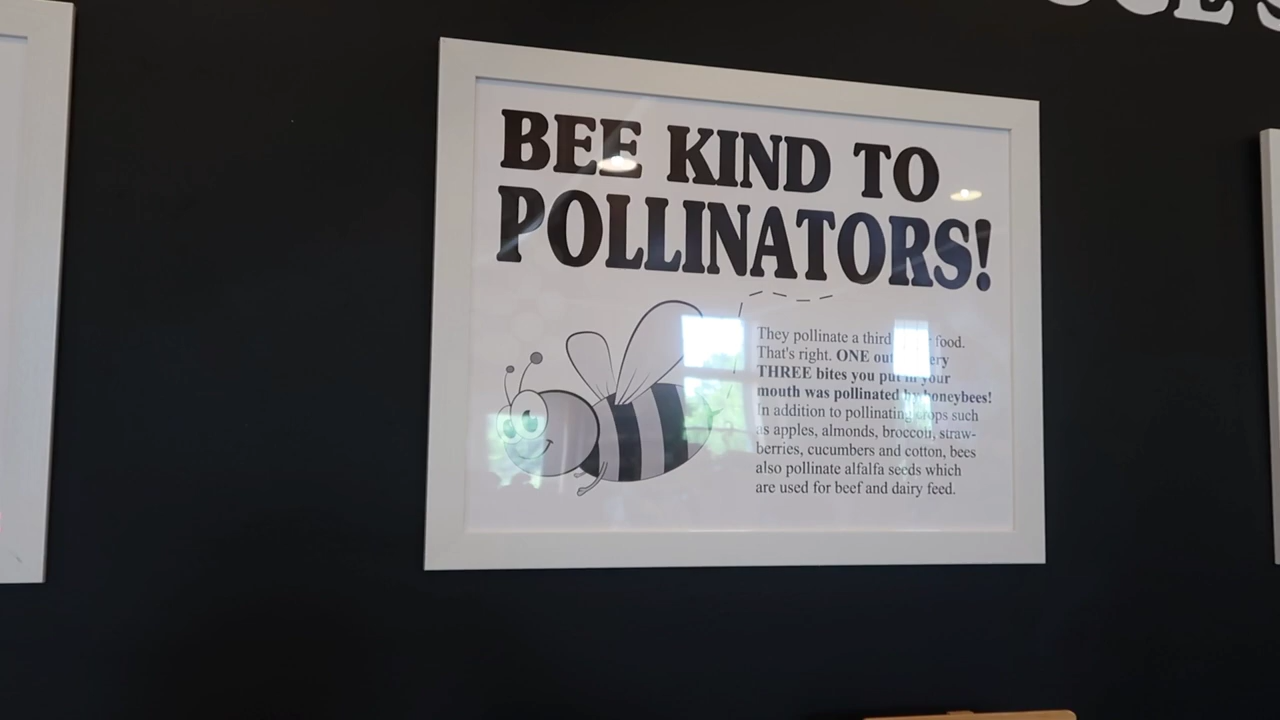 BEE KIND TO
POLLINATORS!
They pollinate a third food.
That's right. ONE out
THREE bites you put in your
mouth was pollinated by honeybees!
In addition to pollinating crops such
as apples, almonds, broccoli, straw-
berries, cucumbers and cotton, bees
also pollinate alfalfa seeds which
are used for beef and dairy feed.